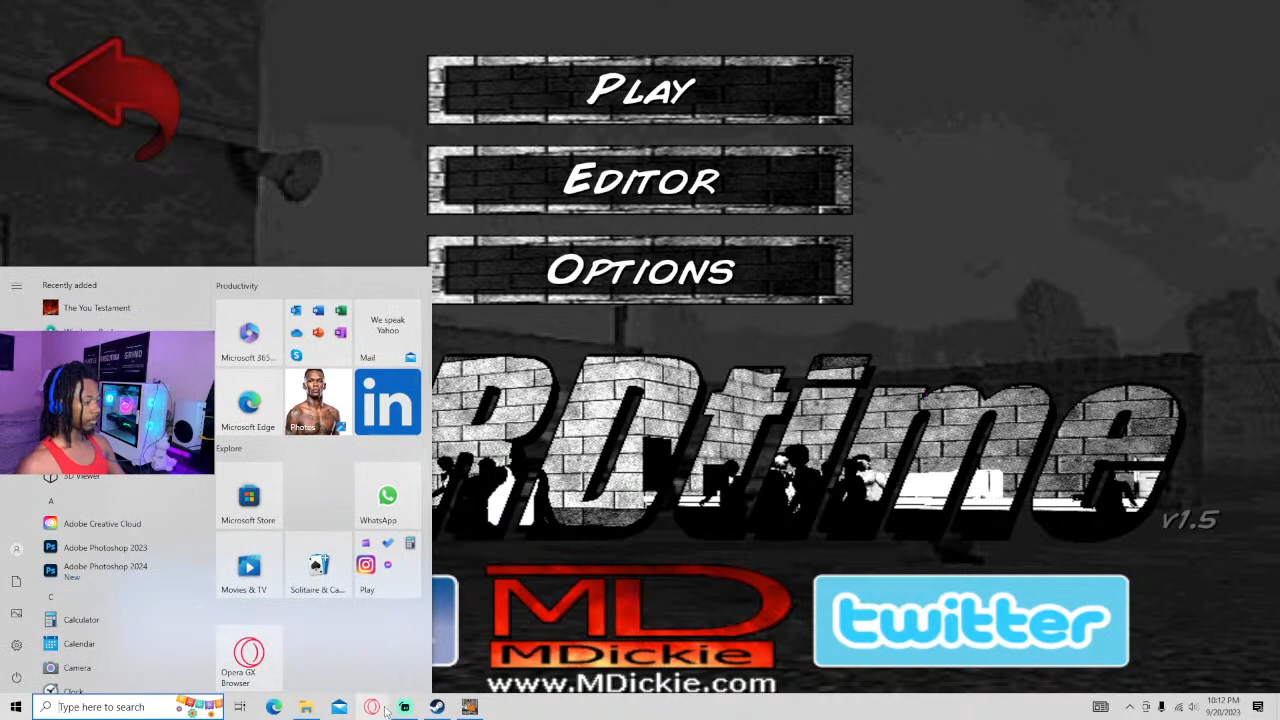 Play
Editor
Options
ROtime
v1.5
MD
MDickie
www.MDickie.com
twitter
Recently added
The You Testament
3D Viewer
A
Adobe Creative Cloud
Adobe Photoshop 2023
Adobe Photoshop 2024
New
C
Calculator
Calendar
Camera
Clock
Productivity
Microsoft 365...
We speak
Yahoo
Mail
Microsoft Edge
Photos
in
Explore
Microsoft Store
WhatsApp
Movies & TV
Solitaire & Ca...
Play
Opera GX
Browser
Type here to search
10:12 PM
9/20/2023